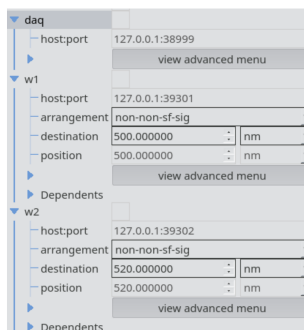 daq
host:port 127.0.0.1:38999
view advanced menu
w1
host:port 127.0.0.1:39301
arrangement non-non-sf-sig
destination 500.000000 nm
position 500.000000 nm
view advanced menu
Dependents
w2
host:port 127.0.0.1:39302
arrangement non-non-sf-sig
destination 520.000000 nm
position 520.000000 nm
view advanced menu
Dependents